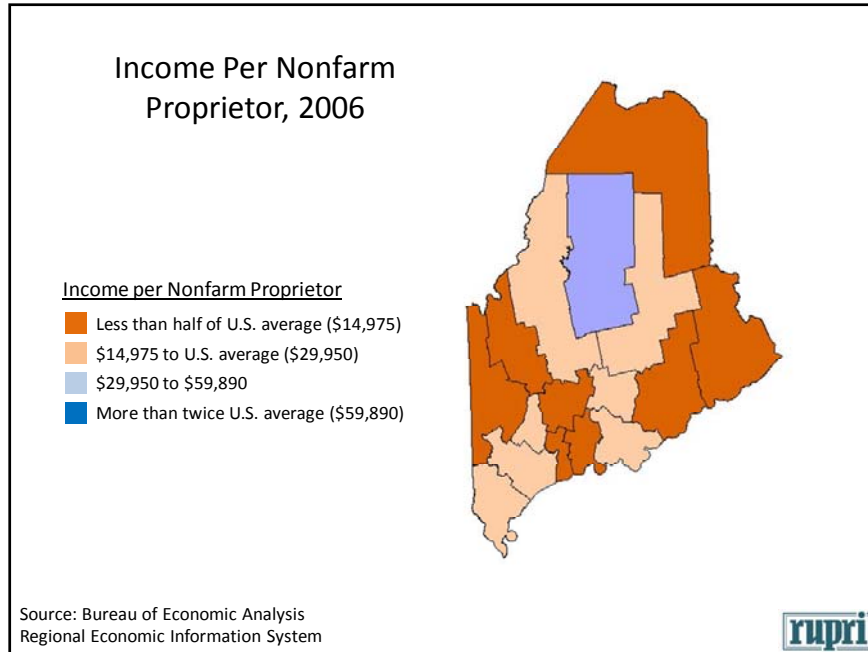 Income Per Nonfarm
Proprietor, 2006
Income per Nonfarm Proprietor
Less than half of U.S. average ($14,975)
$14,975 to U.S. average ($29,950)
$29,950 to $59,890
More than twice U.S. average ($59,890)
Source: Bureau of Economic Analysis
Regional Economic Information System
rupri